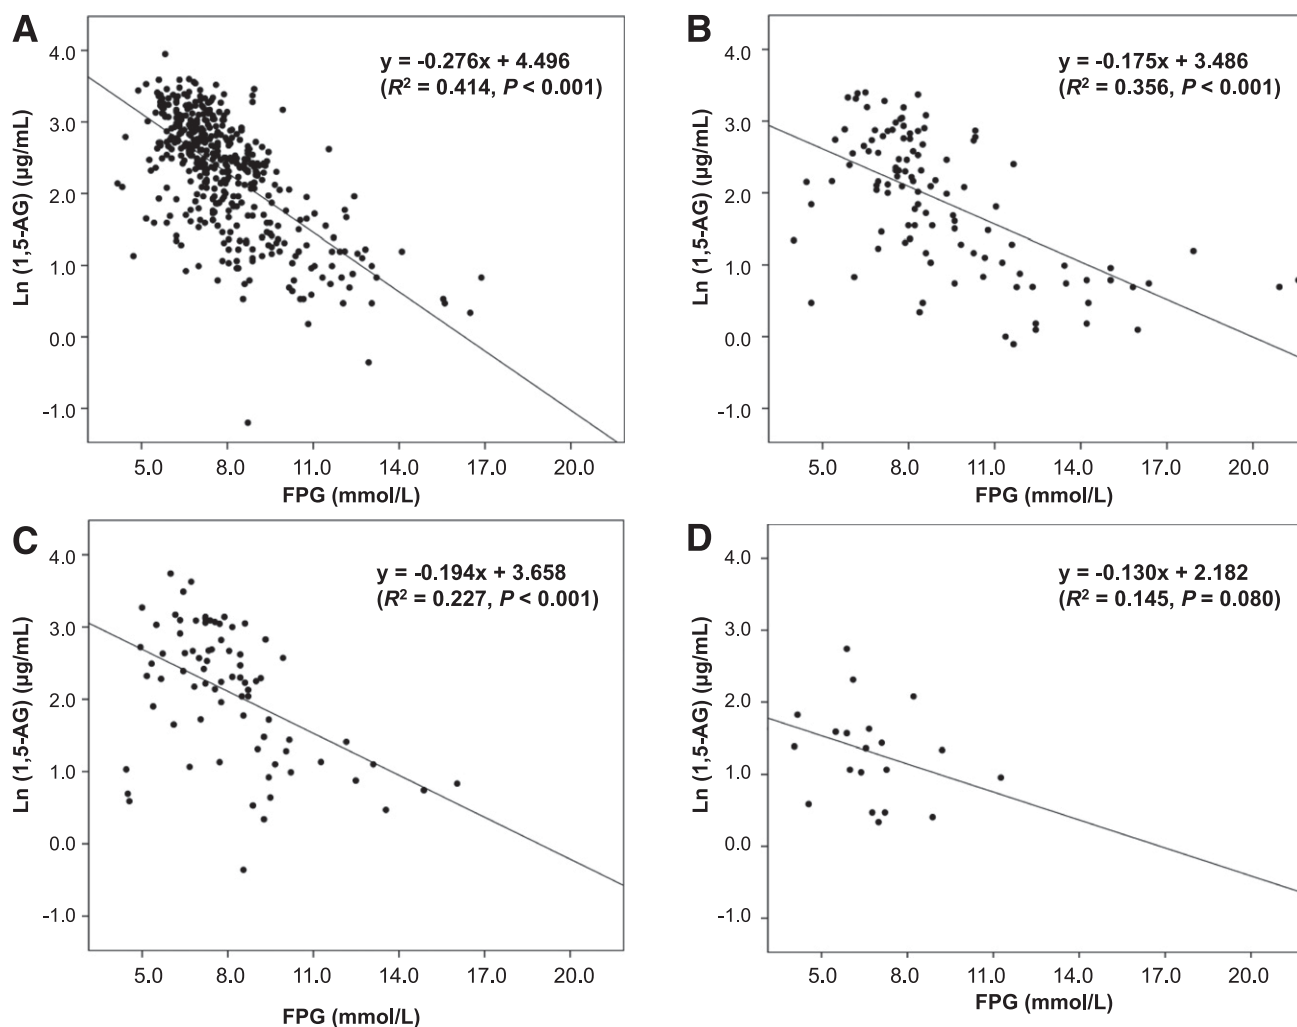 A
y = -0.276x + 4.496
(R² = 0.414, P < 0.001)
Ln (1,5-AG) (µg/mL)
4.0
3.0
2.0
1.0
0.0
-1.0
5.0 8.0 11.0 14.0 17.0 20.0
FPG (mmol/L)
B
y = -0.175x + 3.486
(R² = 0.356, P < 0.001)
Ln (1,5-AG) (µg/mL)
4.0
3.0
2.0
1.0
0.0
-1.0
5.0 8.0 11.0 14.0 17.0 20.0
FPG (mmol/L)
C
y = -0.194x + 3.658
(R² = 0.227, P < 0.001)
Ln (1,5-AG) (µg/mL)
4.0
3.0
2.0
1.0
0.0
-1.0
5.0 8.0 11.0 14.0 17.0 20.0
FPG (mmol/L)
D
y = -0.130x + 2.182
(R² = 0.145, P = 0.080)
Ln (1,5-AG) (µg/mL)
4.0
3.0
2.0
1.0
0.0
-1.0
5.0 8.0 11.0 14.0 17.0 20.0
FPG (mmol/L)